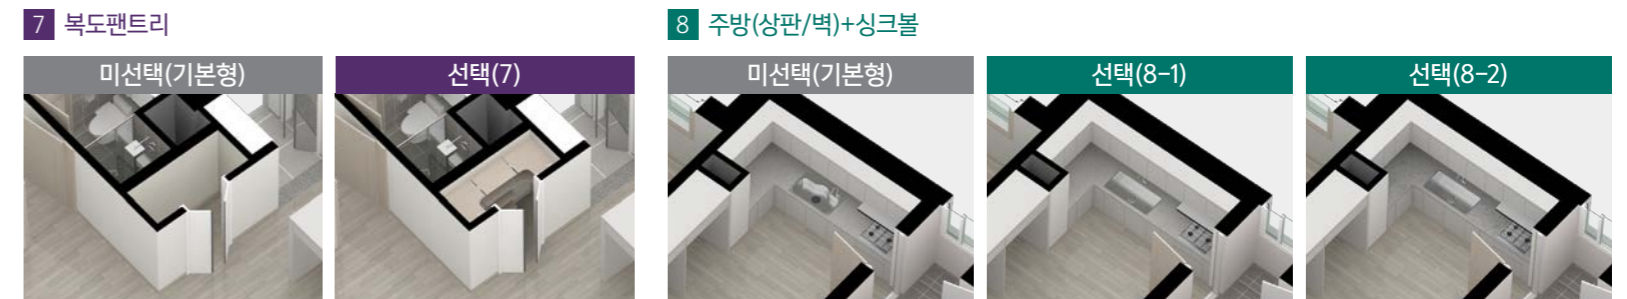 7 복도팬트리
미선택(기본형)
선택(7)
8 주방(상판/벽)+싱크볼
미선택(기본형)
선택(8-1)
선택(8-2)